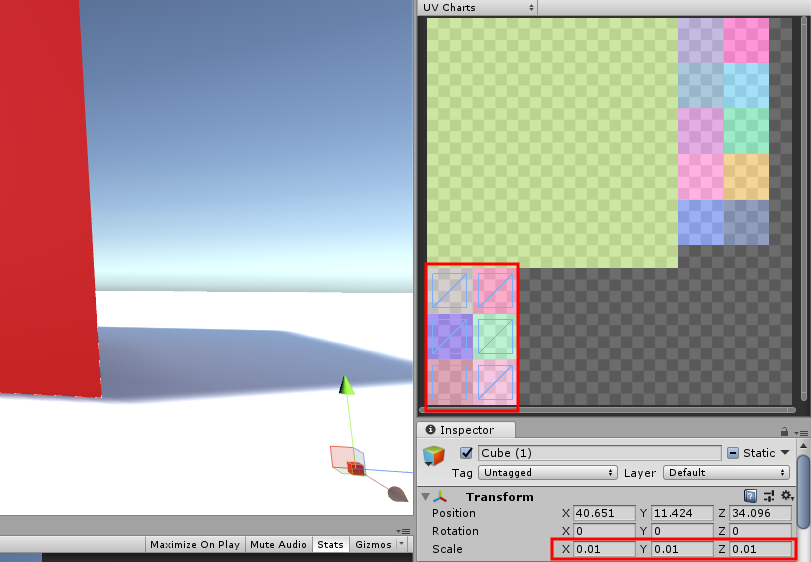 UV Charts
Inspector
Cube (1)
Static
Tag Untagged Layer Default
Transform
Position X 40.651 Y 11.424 Z 34.096
Rotation X 0 Y 0 Z 0
Scale X 0.01 Y 0.01 Z 0.01
Maximize On Play Mute Audio Stats Gizmos